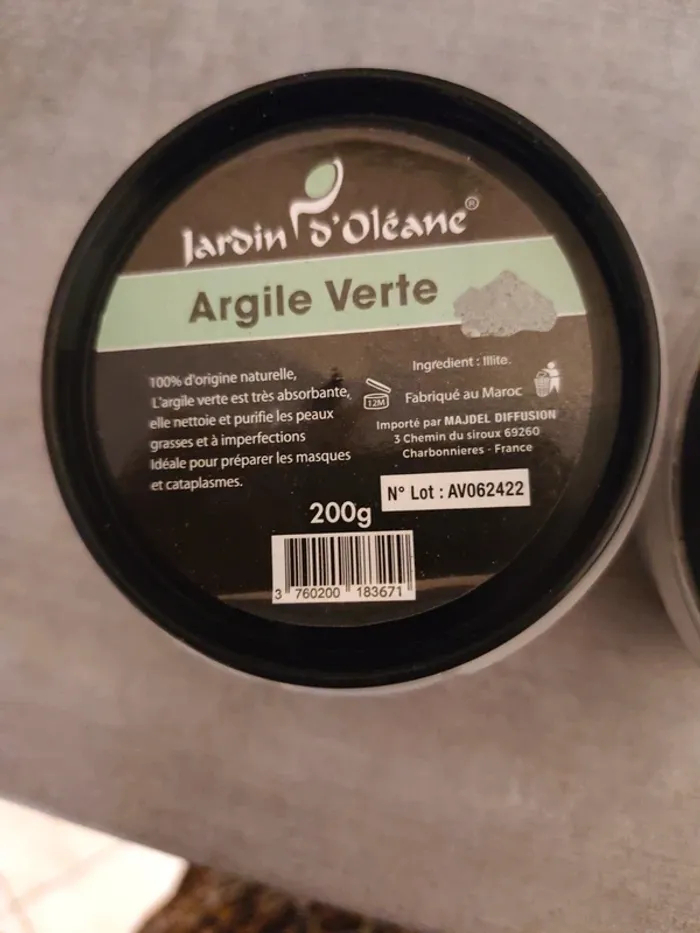 Jardin d'Oléane®
Argile Verte
100% d'origine naturelle,
L'argile verte est très absorbante,
elle nettoie et purifie les peaux
grasses et à imperfections
Idéale pour préparer les masques
et cataplasmes.
12M
Ingredient : Illite.
Fabriqué au Maroc
Importé par MAJDEL DIFFUSION
3 Chemin du siroux 69260
Charbonnieres - France
N° Lot : AV062422
200g
3 760200 183671